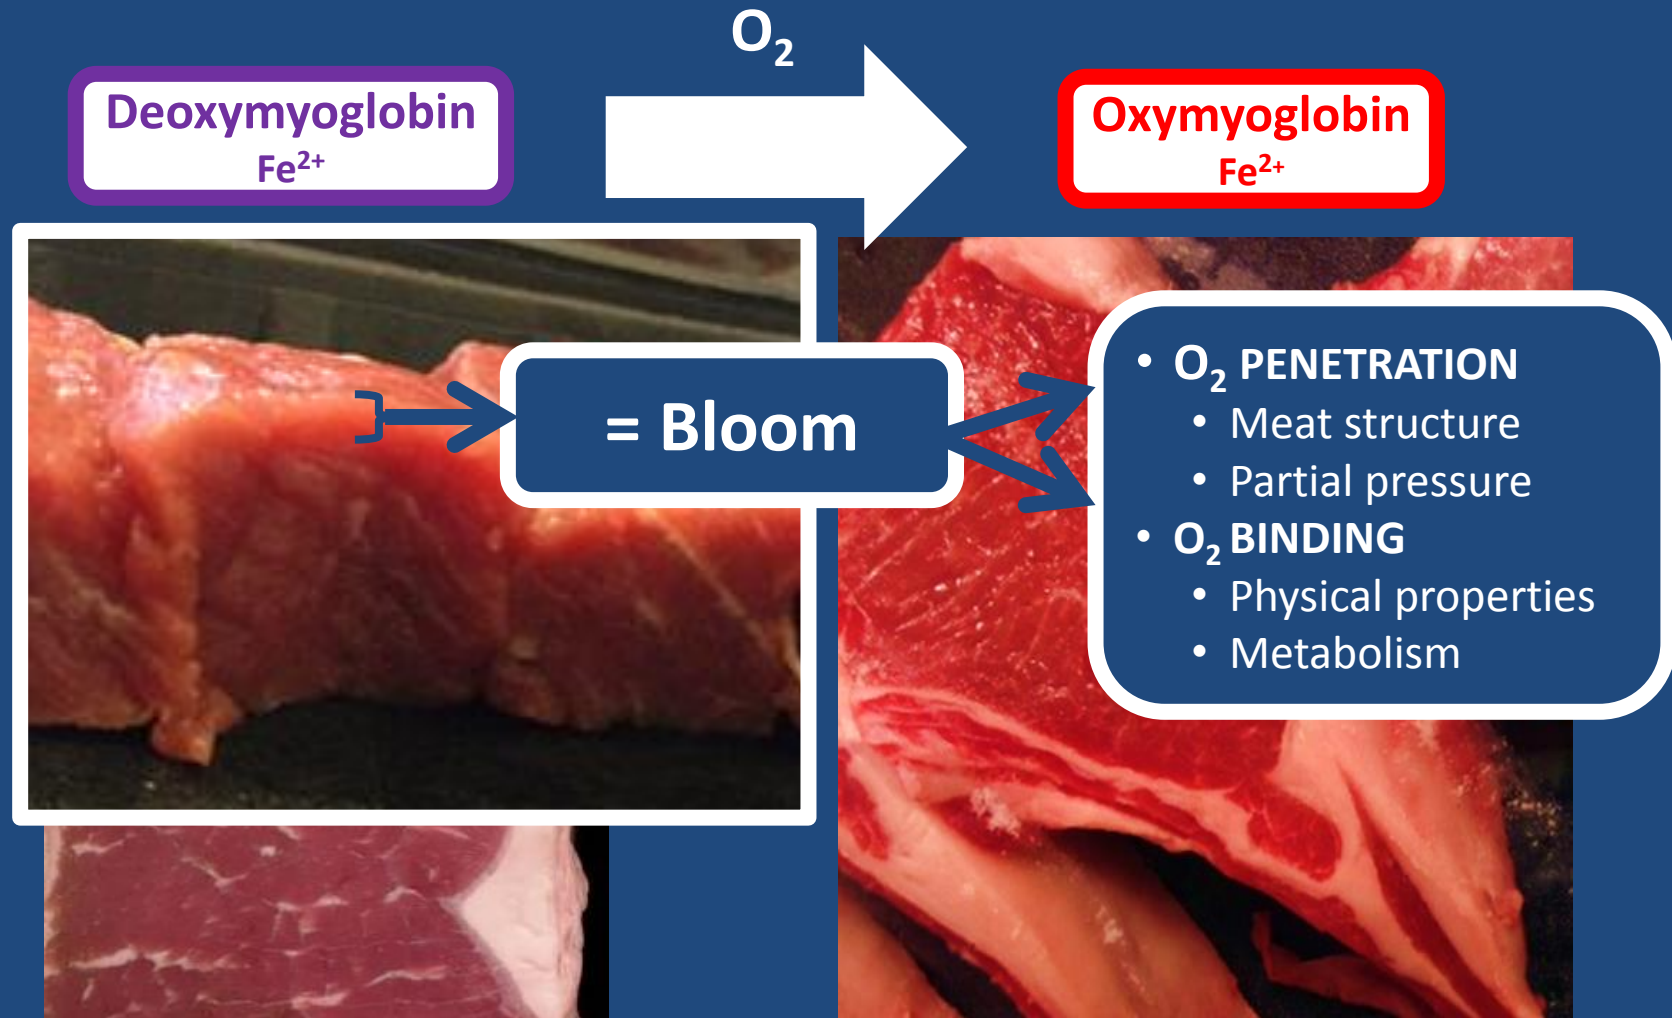 O₂
Deoxymyoglobin
Fe²⁺
Oxymyoglobin
Fe²⁺
= Bloom
• O₂ PENETRATION
• Meat structure
• Partial pressure
• O₂ BINDING
• Physical properties
• Metabolism